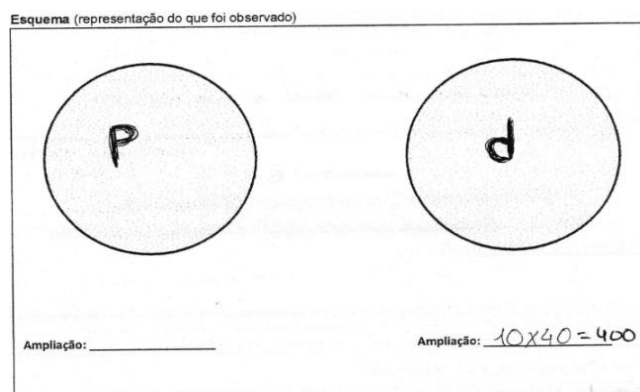 Esquema (representação do que foi observado)
P d
Ampliação: Ampliação: 10x40=400